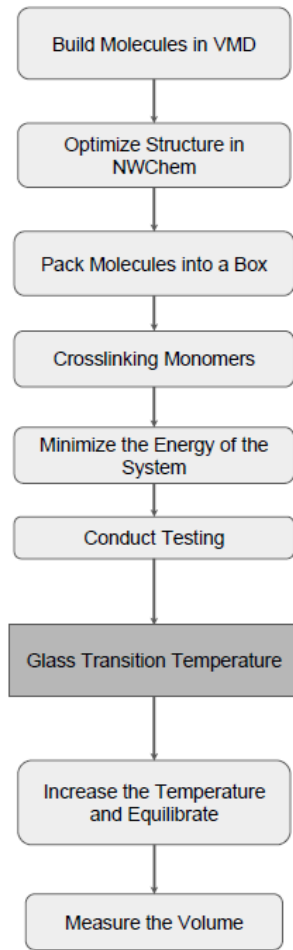 Build Molecules in VMD
Optimize Structure in
NWChem
Pack Molecules into a Box
Crosslinking Monomers
Minimize the Energy of the
System
Conduct Testing
Glass Transition Temperature
Increase the Temperature
and Equilibrate
Measure the Volume